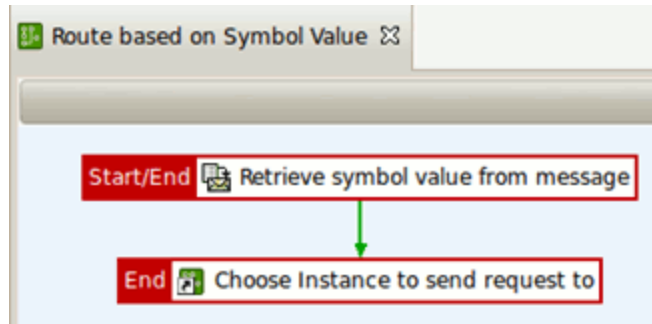 Route based on Symbol Value
Start/End Retrieve symbol value from message
End Choose Instance to send request to